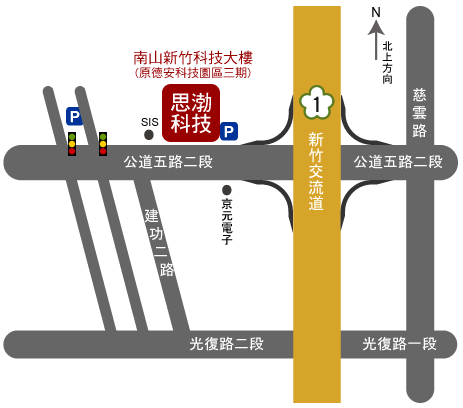 N
北上方向
南山新竹科技大樓
(原德安科技園區三期)
思渤
科技
SIS
P
P
1
慈雲路
新竹交流道
公道五路二段
公道五路二段
京元電子
建功二路
光復路二段
光復路一段